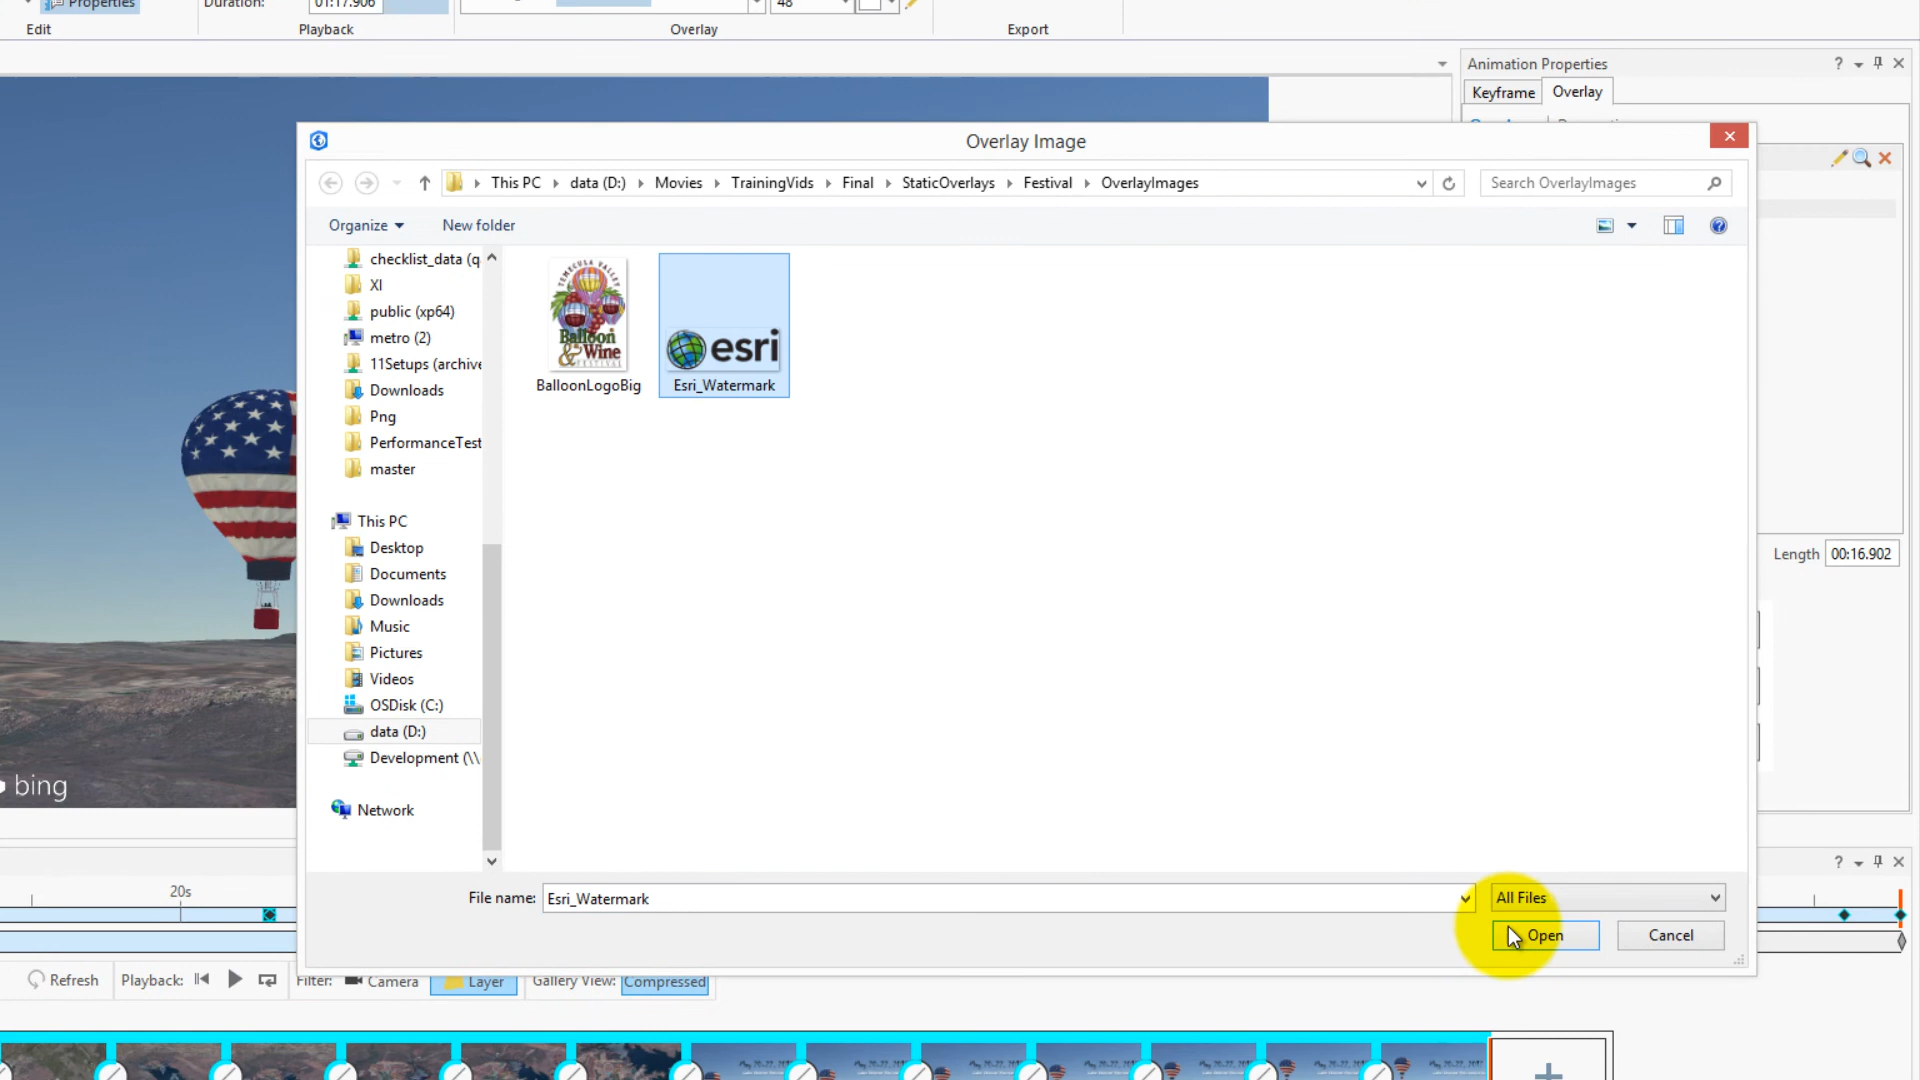 Properties
Duration: 01:17.906
48
Edit
Playback
Overlay
Export
Animation Properties
Keyframe
Overlay
Overlay Image
This PC
data (D:)
Movies
TrainingVids
Final
StaticOverlays
Festival
OverlayImages
Search OverlayImages
Organize
New folder
checklist_data (q
XI
public (xp64)
metro (2)
11Setups (archive
Downloads
Png
PerformanceTest
master
This PC
Desktop
Documents
Downloads
Music
Pictures
Videos
OSDisk (C:)
data (D:)
Development (\\
Network
TEMECULA VALLEY
Balloon
& Wine
FESTIVAL
BalloonLogoBig
esri
Esri_Watermark
Length 00:16.902
bing
File name: Esri_Watermark
All Files
Open
Cancel
20s
Refresh
Playback:
Filter:
Camera
Layer
Gallery View:
Compressed